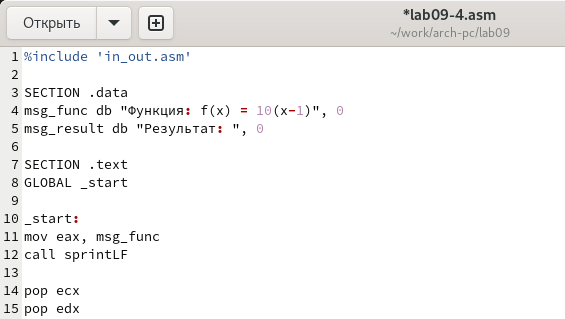 Открыть
*lab09-4.asm
~/work/arch-pc/lab09
1 %include 'in_out.asm'
2
3 SECTION .data
4 msg_func db "Функция: f(x) = 10(x-1)", 0
5 msg_result db "Результат: ", 0
6
7 SECTION .text
8 GLOBAL _start
9
10 _start:
11 mov eax, msg_func
12 call sprintLF
13
14 pop ecx
15 pop edx